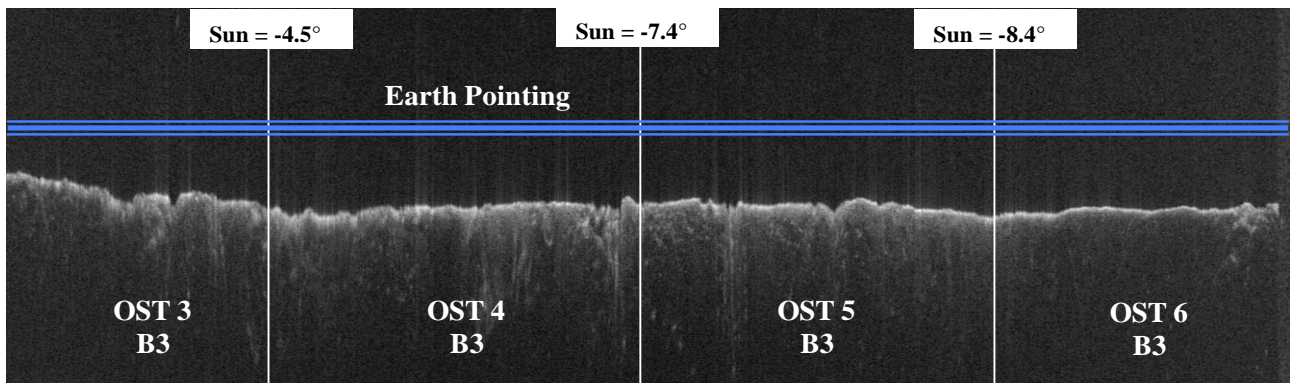 Sun = -4.5°
Sun = -7.4°
Sun = -8.4°
Earth Pointing
OST 3
B3
OST 4
B3
OST 5
B3
OST 6
B3